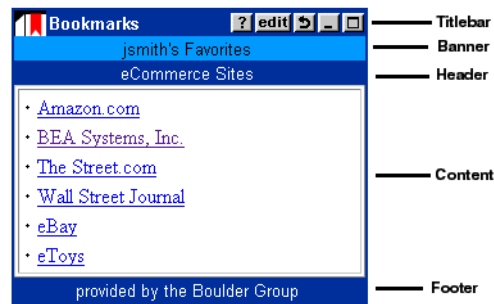 Bookmarks ? edit Titlebar
jsmith's Favorites Banner
eCommerce Sites Header
· Amazon.com
· BEA Systems, Inc.
· The Street.com
· Wall Street Journal Content
· eBay
· eToys
provided by the Boulder Group Footer